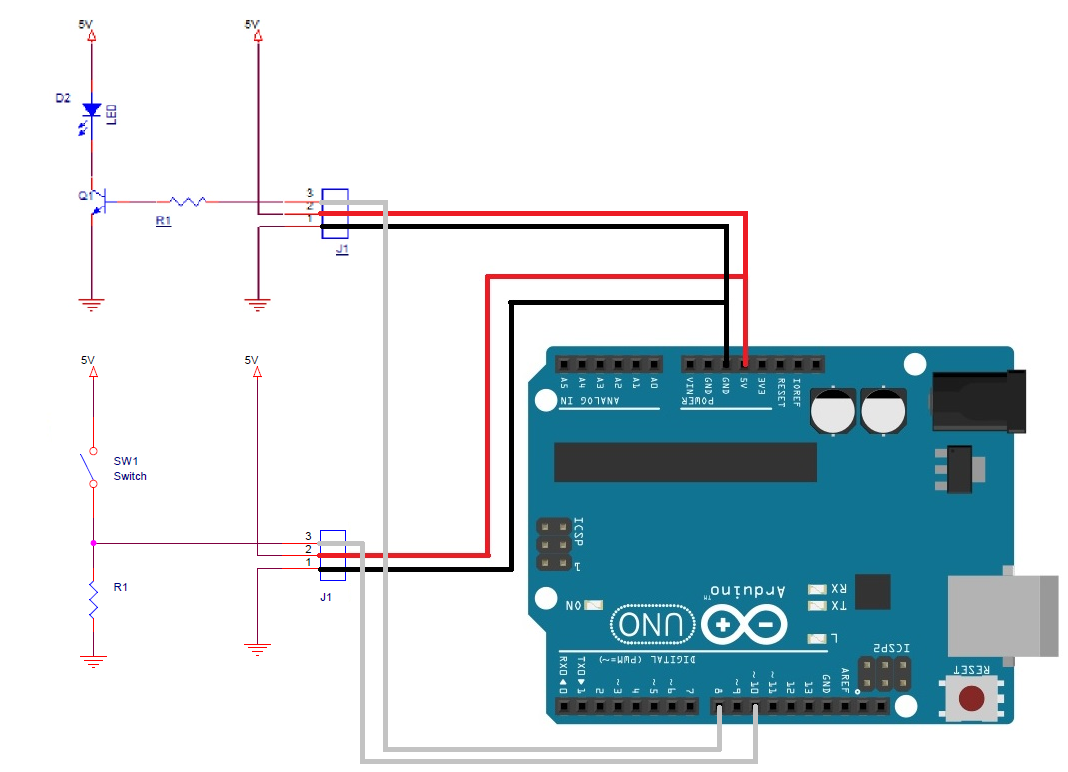 5V
5V
D2
LED
Q1
R1
3
2
1
J1
5V
5V
SW1
Switch
R1
3
2
1
J1
A5
A4
A3
A2
A1
A0
VIN
GND
GND
5V
3V3
RESET
IOREF
ANALOG IN
POWER
ICSP
1
ON
UNO
Arduino
TM
RX
TX
L
ICSP2
RESET
DIGITAL (PWM=~)
RX0◄0
TX0►1
2
~3
4
~5
~6
7
8
~9
~10
~11
12
13
GND
AREF